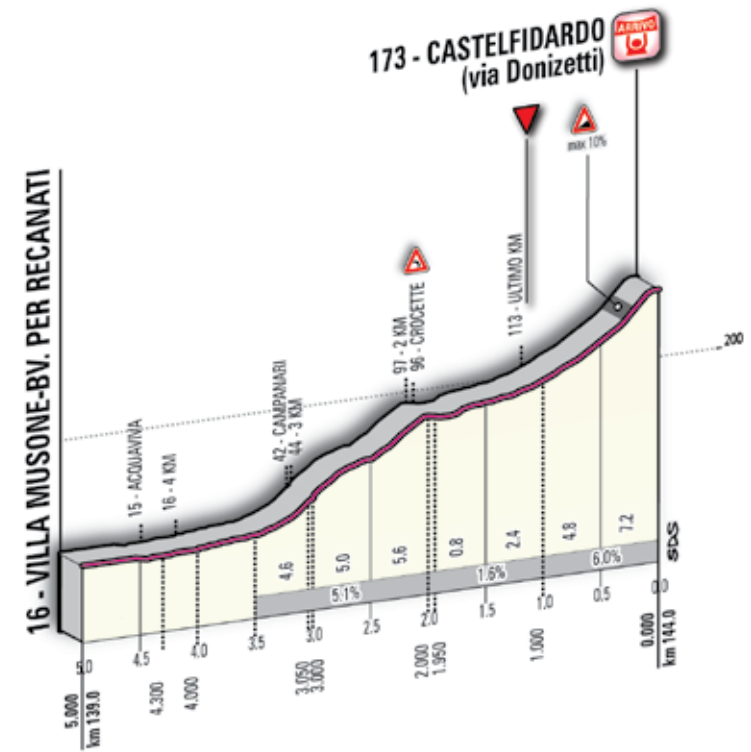 ARRIVO
173 - CASTELFIDARDO
(via Donizetti)
max 10%
16 - VILLA MUSONE-BV. PER RECANATI
15 - ACQUAVIVA
16 - 4 KM
42 - CAMPANARI
44 - 3 KM
97 - 2 KM
96 - CROCETTE
113 - ULTIMO KM
200
4.6
5.0
5.6
0.8
2.4
4.8
7.2
5.1%
1.6%
6.0%
SDS
5.0
4.5
4.0
3.5
3.0
2.5
2.0
1.5
1.0
0.5
0.0
5.000
km 139.0
4.300
4.000
3.050
3.000
2.000
1.950
1.000
0.000
km 144.0